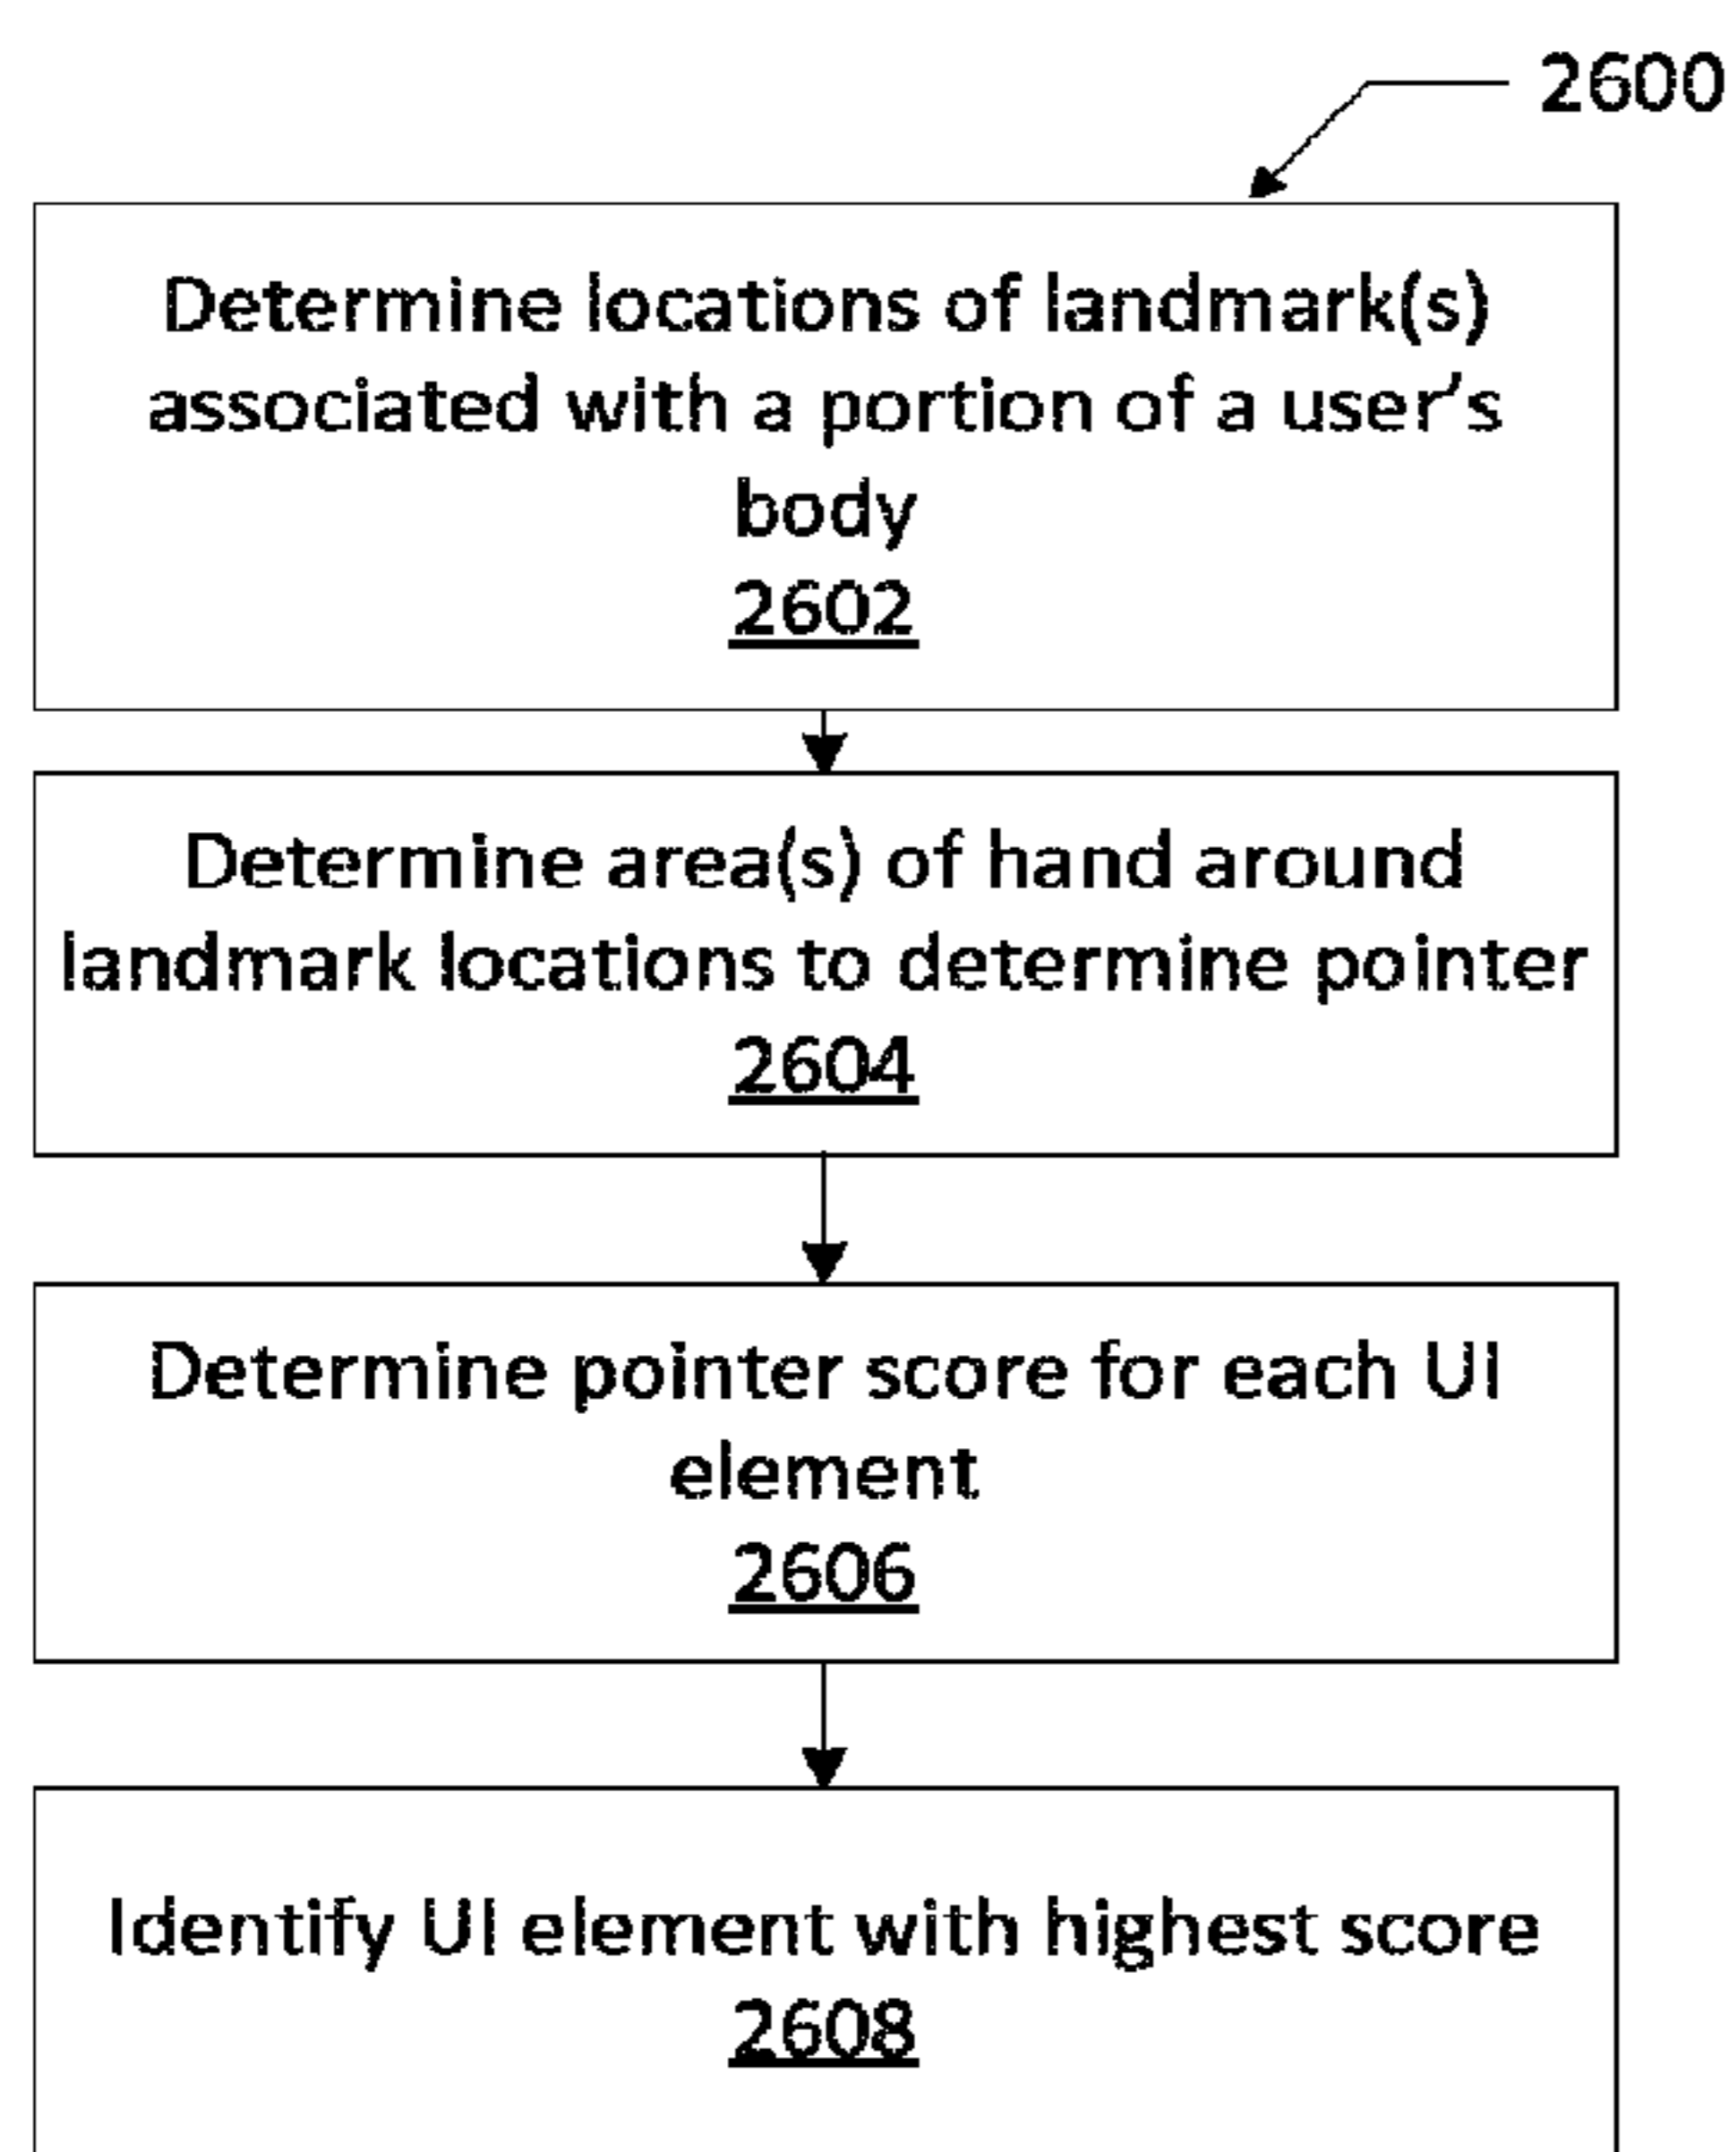 2600
Determine locations of landmark(s)
associated with a portion of a user's
body
2602
Determine area(s) of hand around
landmark locations to determine pointer
2604
Determine pointer score for each UI
element
2606
Identify UI element with highest score
2608